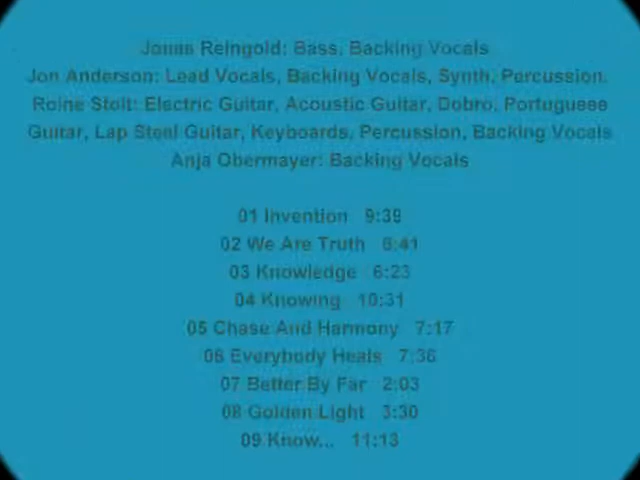 Jonas Reingold: Bass, Backing Vocals
Jon Anderson: Lead Vocals, Backing Vocals, Synth, Percussion.
Roine Stolt: Electric Guitar, Acoustic Guitar, Dobro, Portuguese
Guitar, Lap Steel Guitar, Keyboards, Percussion, Backing Vocals
Anja Obermayer: Backing Vocals
01 Invention 9:39
02 We Are Truth 6:41
03 Knowledge 6:23
04 Knowing 10:31
05 Chase And Harmony 7:17
06 Everybody Heals 7:36
07 Better By Far 2:03
08 Golden Light 3:30
09 Know... 11:13